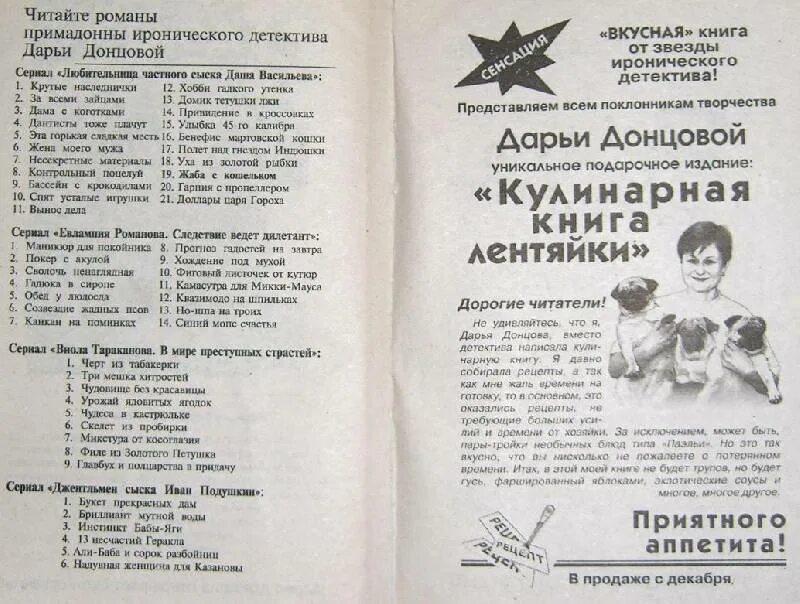 Читайте романы
примадонны иронического детектива
Дарьи Донцовой
Сериал «Любительница частного сыска Даша Васильева»:
1. Крутые наследнички
2. За всеми зайцами
3. Дама с коготками
4. Дантисты тоже плачут
5. Эта горькая сладкая месть
6. Жена моего мужа
7. Несекретные материалы
8. Контрольный поцелуй
9. Бассейн с крокодилами
10. Спят усталые игрушки
11. Вынос дела
12. Хобби гадкого утенка
13. Домик тетушки лжи
14. Привидение в кроссовках
15. Улыбка 45-го калибра
16. Бенефис мартовской кошки
17. Полет над гнездом Индюшки
18. Уха из золотой рыбки
19. Жаба с кошельком
20. Гарпия с пропеллером
21. Доллары царя Гороха
Сериал «Евлампия Романова. Следствие ведет дилетант»:
1. Маникюр для покойника
2. Покер с акулой
3. Сволочь ненаглядная
4. Гадюка в сиропе
5. Обед у людоеда
6. Созвездие жадных псов
7. Канкан на поминках
8. Прогноз гадостей на завтра
9. Хождение под мухой
10. Фиговый листочек от кутюр
11. Камасутра для Микки-Мауса
12. Квазимодо на шпильках
13. Но-шпа на троих
14. Синий мопс счастья
Сериал «Виола Тараканова. В мире преступных страстей»:
1. Черт из табакерки
2. Три мешка хитростей
3. Чудовище без красавицы
4. Урожай ядовитых ягодок
5. Чудеса в кастрюльке
6. Скелет из пробирки
7. Микстура от косоглазия
8. Филе из Золотого Петушка
9. Главбух и полцарства в придачу
Сериал «Джентльмен сыска Иван Подушкин»:
1. Букет прекрасных дам
2. Бриллиант мутной воды
3. Инстинкт Бабы-Яги
4. 13 несчастий Геракла
5. Али-Баба и сорок разбойниц
6. Надувная женщина для Казановы
СЕНСАЦИЯ
«ВКУСНАЯ» книга
от звезды
иронического
детектива!
Представляем всем поклонникам творчества
Дарьи Донцовой
уникальное подарочное издание:
«Кулинарная
книга
лентяйки»
Дорогие читатели!
Не удивляйтесь, что я,
Дарья Донцова, вместо
детектива написала кули-
нарную книгу. Я давно
собирала рецепты, а так
как мне жаль времени на
готовку, то в основном, это
оказались рецепты, не
требующие больших уси-
лий и времени от хозяйки. За исключением, может быть,
пары-тройки необычных блюд типа «Паэльи». Но это так
вкусно, что вы нисколько не пожалеете о потерянном
времени. Итак, в этой моей книге не будет трупов, но будет
гусь, фаршированный яблоками, экзотические соусы и
многое, многое другое.
РЕЦЕПТ
Приятного
аппетита!
В продаже с декабря